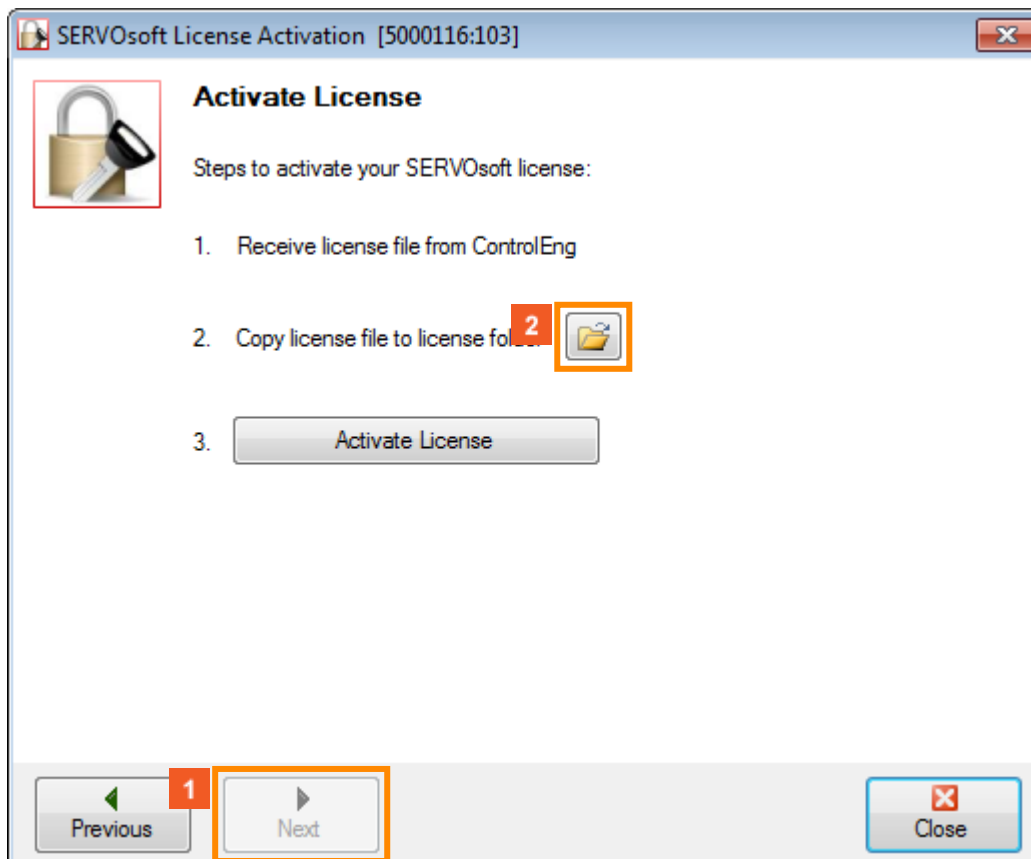 SERVOsoft License Activation [5000116:103]
Activate License
Steps to activate your SERVOsoft license:
1. Receive license file from ControlEng
2. Copy license file to license folder 2
3. Activate License
1
Previous
Next
Close